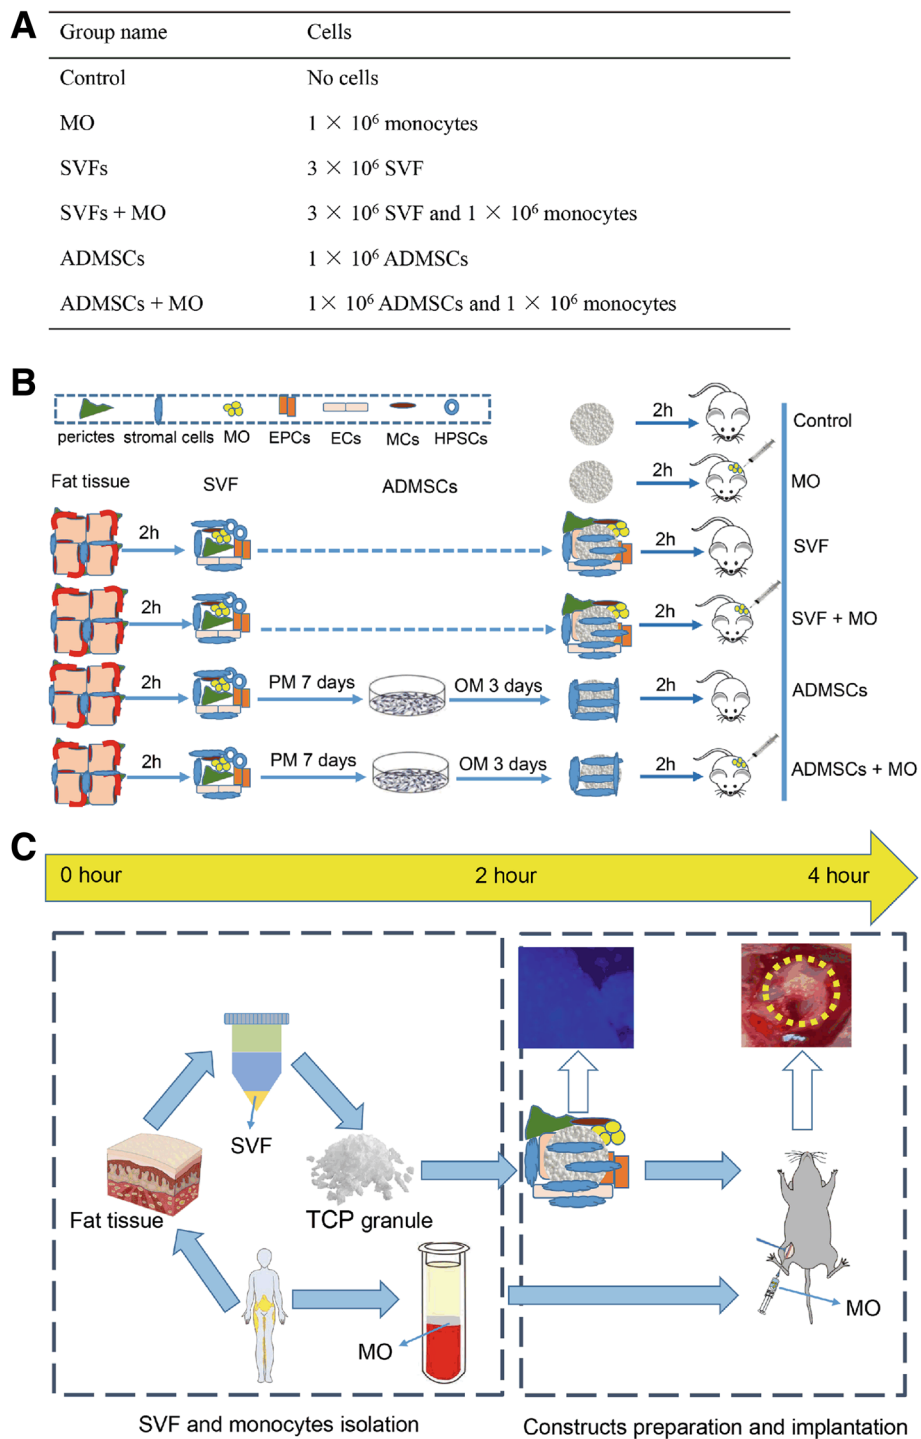 A
Group name Cells
Control No cells
MO 1 × 10⁶ monocytes
SVFs 3 × 10⁶ SVF
SVFs + MO 3 × 10⁶ SVF and 1 × 10⁶ monocytes
ADMSCs 1 × 10⁶ ADMSCs
ADMSCs + MO 1× 10⁶ ADMSCs and 1 × 10⁶ monocytes
B
perictes stromal cells MO EPCs ECs MCs HPSCs
2h Control
Fat tissue SVF ADMSCs
2h MO
2h 2h SVF
2h 2h SVF + MO
2h PM 7 days OM 3 days 2h ADMSCs
2h PM 7 days OM 3 days 2h ADMSCs + MO
C
0 hour 2 hour 4 hour
SVF
Fat tissue TCP granule
MO
MO
SVF and monocytes isolation
Constructs preparation and implantation